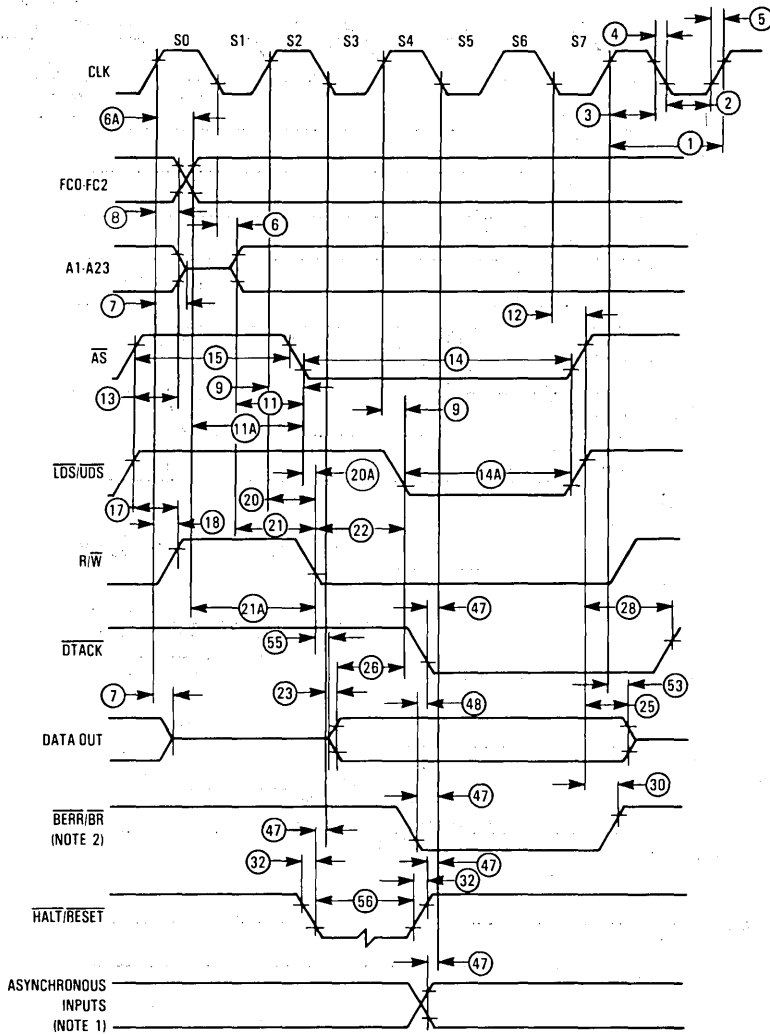 S0 S1 S2 S3 S4 S5 S6 S7
CLK
4
5
3
2
1
6A
FC0-FC2
8
6
A1-A23
7
12
AS
15
14
13
9
11
9
11A
LDS/UDS
20A
14A
20
17
18
21
22
R/W
21A
47
28
DTACK
55
26
53
7
23
48
25
DATA OUT
30
BERR/BR
(NOTE 2)
47
47
47
32
32
56
HALT/RESET
47
ASYNCHRONOUS
INPUTS
(NOTE 1)